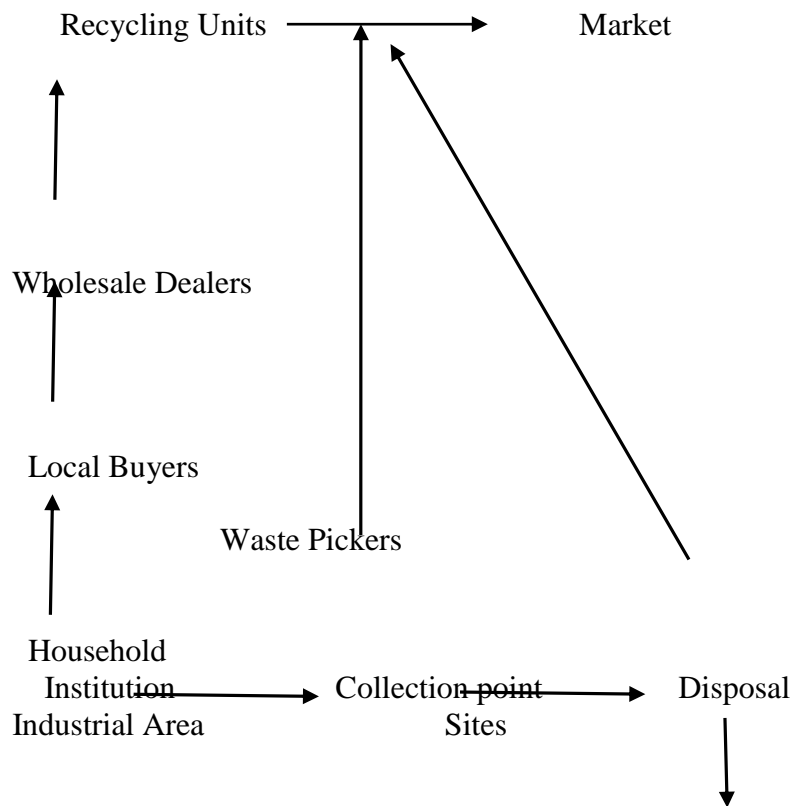 Recycling Units Market
Wholesale Dealers
Local Buyers
Waste Pickers
Household
Institution Collection point Disposal
Industrial Area Sites